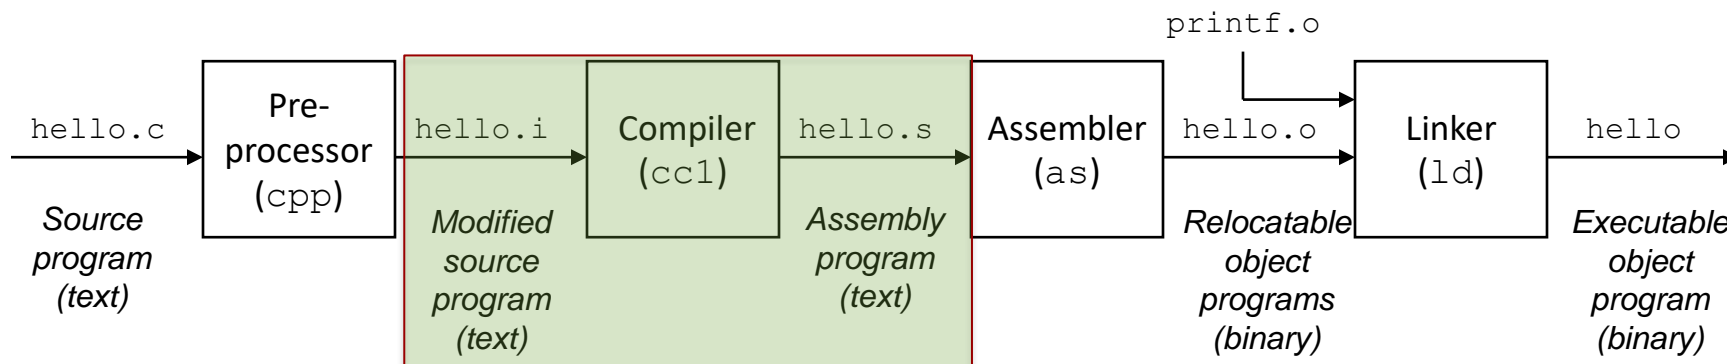 printf.o
hello.c
Pre-
processor
(cpp)
hello.i
Compiler
(cc1)
hello.s
Assembler
(as)
hello.o
Linker
(ld)
hello
Source
program
(text)
Modified
source
program
(text)
Assembly
program
(text)
Relocatable
object
programs
(binary)
Executable
object
program
(binary)